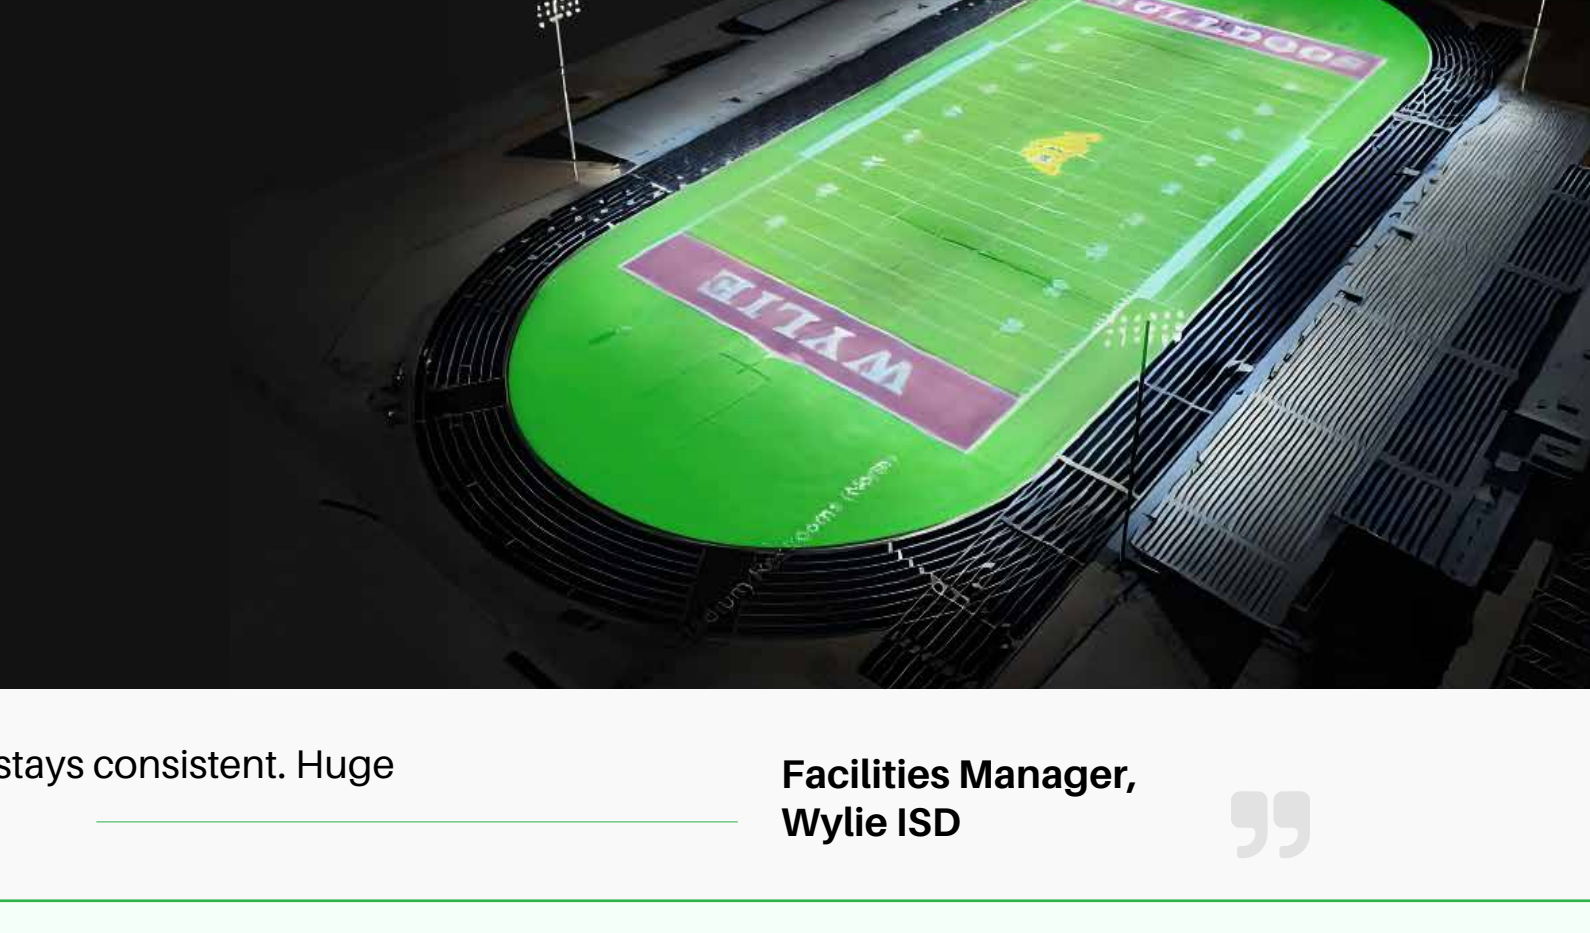 WYLIE
stays consistent. Huge
Facilities Manager,
Wylie ISD